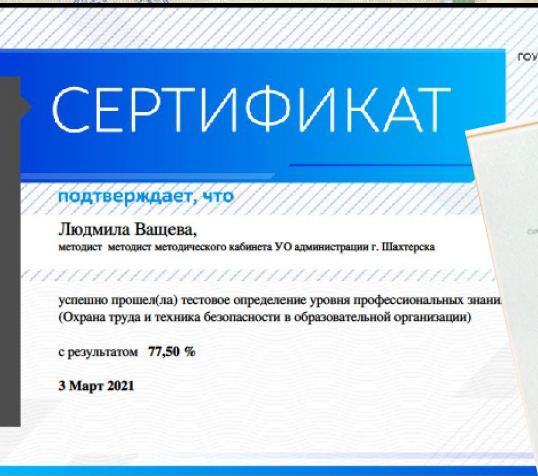 СЕРТИФИКАТ
подтверждает, что
Людмила Ващева,
методист методист методического кабинета УО администрации г. Шахтерска
успешно прошел(ла) тестовое определение уровня профессиональных
(Охрана труда и техника безопасности в образовательной организации)
с результатом 77,50 %
3 Март 2021